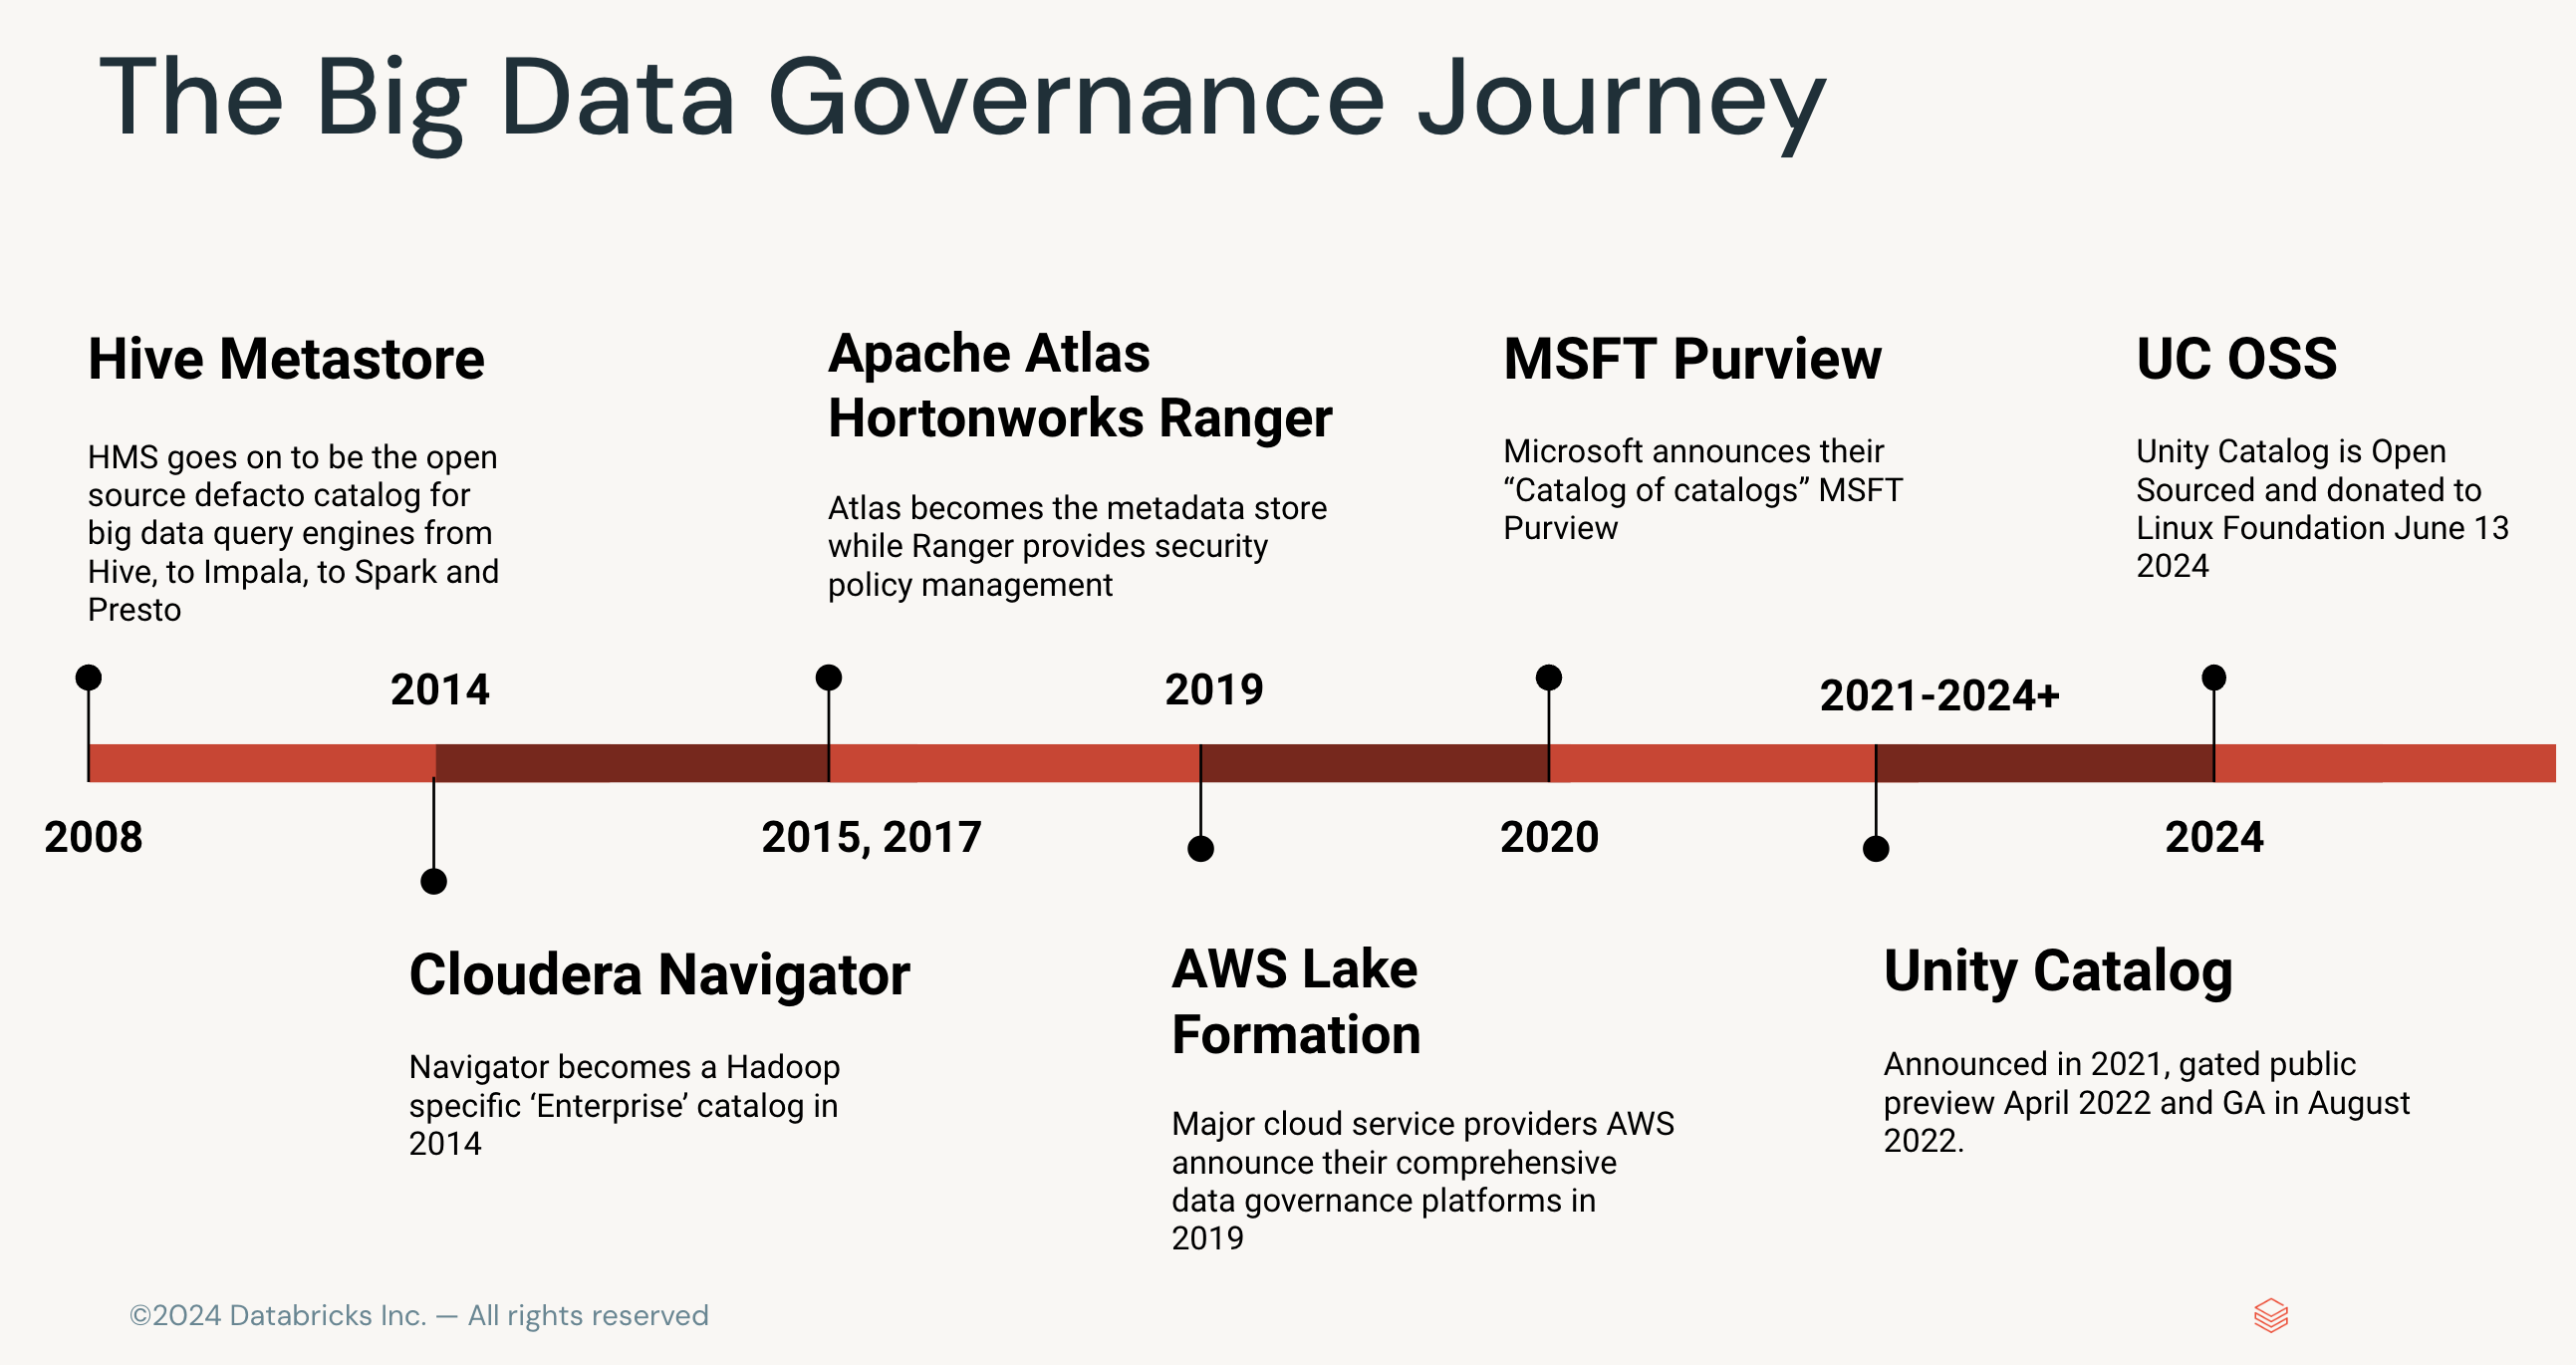 The Big Data Governance Journey
Hive Metastore
HMS goes on to be the open
source defacto catalog for
big data query engines from
Hive, to Impala, to Spark and
Presto
Apache Atlas
Hortonworks Ranger
Atlas becomes the metadata store
while Ranger provides security
policy management
MSFT Purview
Microsoft announces their
“Catalog of catalogs” MSFT
Purview
UC OSS
Unity Catalog is Open
Sourced and donated to
Linux Foundation June 13
2024
2014
2019
2021-2024+
2008
2015, 2017
2020
2024
Cloudera Navigator
Navigator becomes a Hadoop
specific ‘Enterprise’ catalog in
2014
AWS Lake
Formation
Major cloud service providers AWS
announce their comprehensive
data governance platforms in
2019
Unity Catalog
Announced in 2021, gated public
preview April 2022 and GA in August
2022.
©2024 Databricks Inc. — All rights reserved